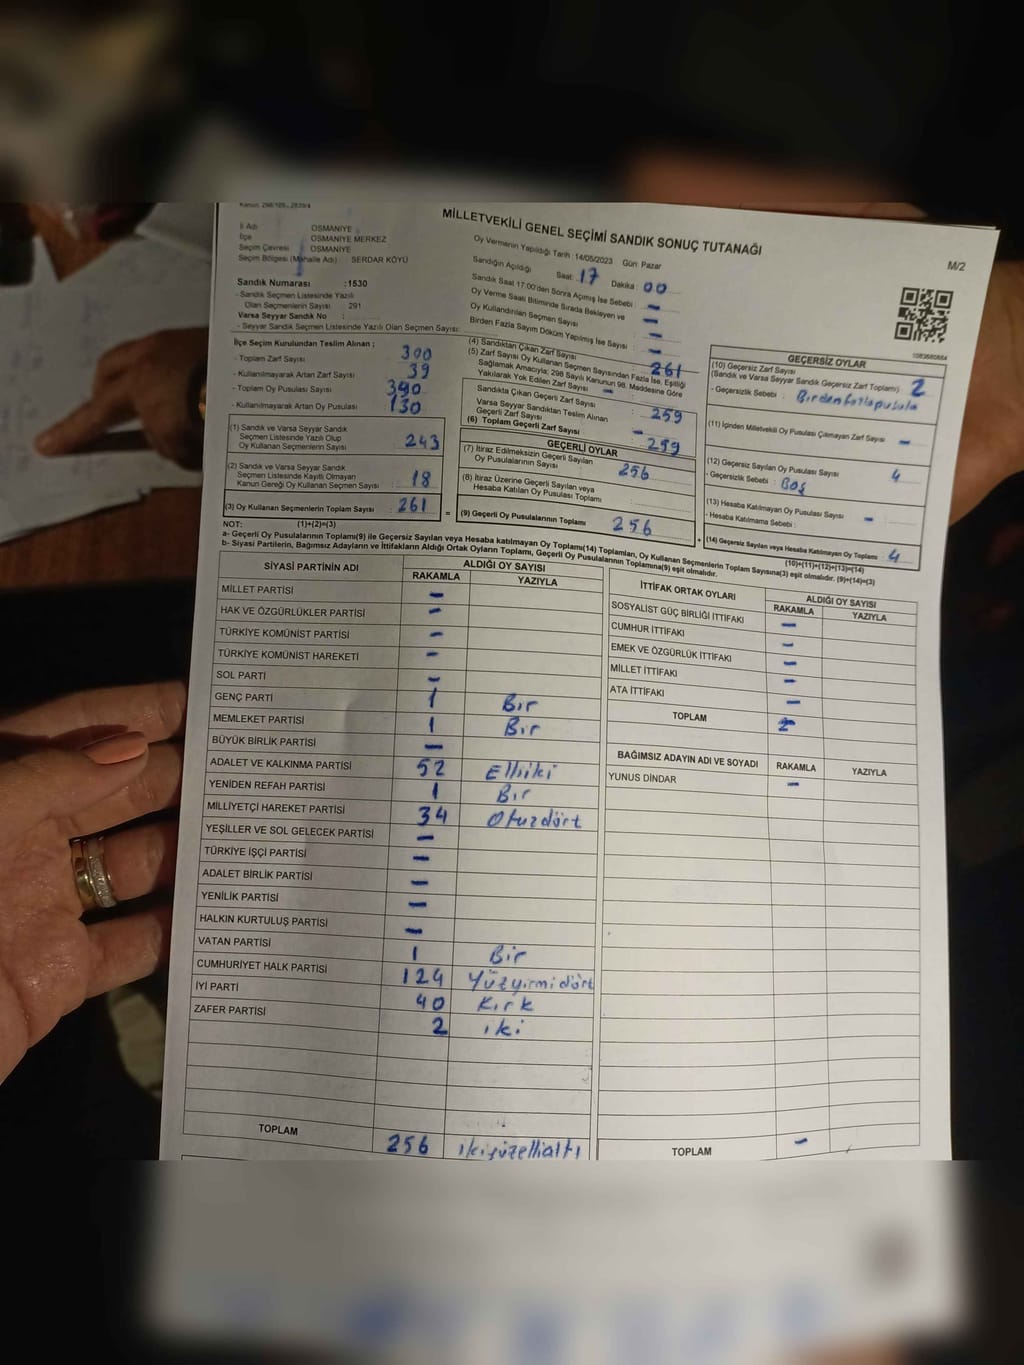 MİLLETVEKİLİ GENEL SEÇİMİ SANDIK SONUÇ TUTANAĞI
M/2
İl Adı OSMANİYE
İlçe OSMANİYE MERKEZ
Seçim Çevresi OSMANİYE
Seçim Bölgesi (Mahalle Adı) : SERDAR KÖYÜ
Sandık Numarası :1530
- Sandık Seçmen Listesinde Yazılı
Olan Seçmenlerin Sayısı : 291
Varsa Seyyar Sandık No :
- Seyyar Sandık Seçmen Listesinde Yazılı Olan Seçmen Sayısı:
Oy Vermenin Yapıldığı Tarih :14/05/2023 Gün: Pazar
Sandığın Açıldığı Saat: 17 Dakika : 00
Sandık Saat 17:00'den Sonra Açılmış İse Sebebi : -
Oy Verme Saati Bitiminde Sırada Bekleyen ve
Oy Kullandırılan Seçmen Sayısı : -
Birden Fazla Sayım Döküm Yapılmış İse Sayısı : -
1083680864
İlçe Seçim Kurulundan Teslim Alınan ;
- Toplam Zarf Sayısı : 300
- Kullanılmayarak Artan Zarf Sayısı : 39
- Toplam Oy Pusulası Sayısı : 390
- Kullanılmayarak Artan Oy Pusulası : 130
(1) Sandık ve Varsa Seyyar Sandık
Seçmen Listesinde Yazılı Olup
Oy Kullanan Seçmenlerin Sayısı : 243
(2) Sandık ve Varsa Seyyar Sandık
Seçmen Listesinde Kayıtlı Olmayan
Kanun Gereği Oy Kullanan Seçmen Sayısı : 18
(3) Oy Kullanan Seçmenlerin Toplam Sayısı : 261
(4) Sandıktan Çıkan Zarf Sayısı : 261
(5) Zarf Sayısı Oy Kullanan Seçmen Sayısından Fazla İse, Eşitliği
Sağlamak Amacıyla; 298 Sayılı Kanunun 98. Maddesine Göre
Yakılarak Yok Edilen Zarf Sayısı : -
Sandıkta Çıkan Geçerli Zarf Sayısı : 259
Varsa Seyyar Sandıktan Teslim Alınan
Geçerli Zarf Sayısı : -
(6) Toplam Geçerli Zarf Sayısı : 259
GEÇERLİ OYLAR
(7) İtiraz Edilmeksizin Geçerli Sayılan
Oy Pusulalarının Sayısı : 256
(8) İtiraz Üzerine Geçerli Sayılan veya
Hesaba Katılan Oy Pusulası Toplamı :
= (9) Geçerli Oy Pusulalarının Toplamı 256 +
GEÇERSİZ OYLAR
(10) Geçersiz Zarf Sayısı
(Sandık ve Varsa Seyyar Sandık Geçersiz Zarf Toplamı) : 2
- Geçersizlik Sebebi : Birden fazla pusula
(11) İçinden Milletvekili Oy Pusulası Çıkmayan Zarf Sayısı : -
(12) Geçersiz Sayılan Oy Pusulası Sayısı : 4
- Geçersizlik Sebebi : Boş
(13) Hesaba Katılmayan Oy Pusulası Sayısı : -
- Hesaba Katılmama Sebebi :
(14) Geçersiz Sayılan veya Hesaba Katılmayan Oy Toplamı : 4
NOT: (1)+(2)=(3) (10)+(11)+(12)+(13)=(14)
a- Geçerli Oy Pusulalarının Toplamı(9) ile Geçersiz Sayılan veya Hesaba katılmayan Oy Toplamı(14) Toplamları, Oy Kullanan Seçmenlerin Toplam Sayısına(3) eşit olmalıdır. (9)+(14)=(3)
b- Siyasi Partilerin, Bağımsız Adayların ve İttifakların Aldığı Ortak Oyların Toplamı, Geçerli Oy Pusulalarının Toplamına(9) eşit olmalıdır.
SİYASİ PARTİNİN ADI ALDIĞI OY SAYISI
RAKAMLA YAZIYLA
MİLLET PARTİSİ -
HAK VE ÖZGÜRLÜKLER PARTİSİ -
TÜRKİYE KOMÜNİST PARTİSİ -
TÜRKİYE KOMÜNİST HAREKETİ -
SOL PARTİ -
GENÇ PARTİ 1 Bir
MEMLEKET PARTİSİ 1 Bir
BÜYÜK BİRLİK PARTİSİ -
ADALET VE KALKINMA PARTİSİ 52 Elliiki
YENİDEN REFAH PARTİSİ 1 Bir
MİLLİYETÇİ HAREKET PARTİSİ 34 Otuzdört
YEŞİLLER VE SOL GELECEK PARTİSİ -
TÜRKİYE İŞÇİ PARTİSİ -
ADALET BİRLİK PARTİSİ -
YENİLİK PARTİSİ -
HALKIN KURTULUŞ PARTİSİ -
VATAN PARTİSİ 1 Bir
CUMHURİYET HALK PARTİSİ 124 Yüzyirmidört
İYİ PARTİ 40 Kırk
ZAFER PARTİSİ 2 iki
TOPLAM 256 ikiyüzellialtı
İTTİFAK ORTAK OYLARI ALDIĞI OY SAYISI
RAKAMLA YAZIYLA
SOSYALİST GÜÇ BİRLİĞİ İTTİFAKI -
CUMHUR İTTİFAKI -
EMEK VE ÖZGÜRLÜK İTTİFAKI -
MİLLET İTTİFAKI -
ATA İTTİFAKI -
TOPLAM
BAĞIMSIZ ADAYIN ADI VE SOYADI RAKAMLA YAZIYLA
YUNUS DİNDAR -
TOPLAM -